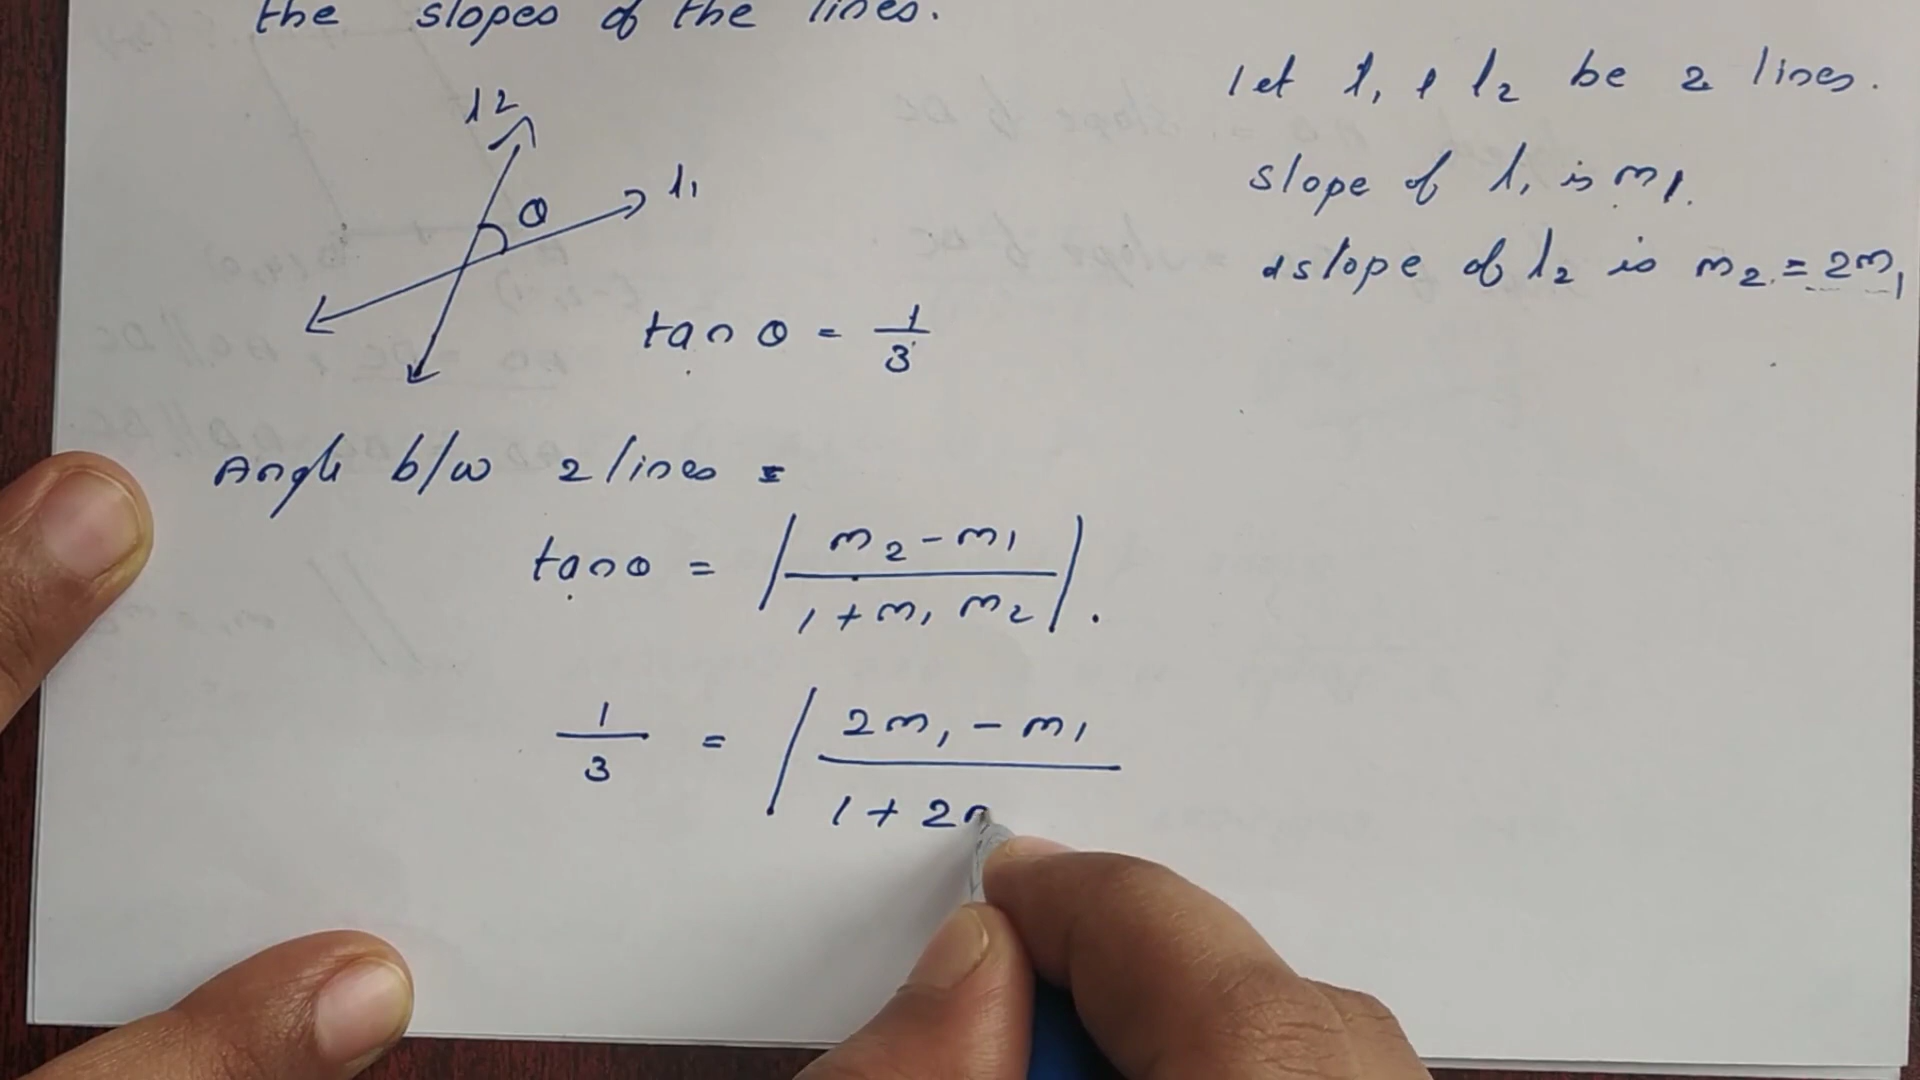 the slopes of the lines.
let l₁ & l₂ be 2 lines.
slope of l₁ is m₁.
& slope of l₂ is m₂ = 2m₁
l2
l₁
θ
tan θ = 1/3
Angle b/w 2 lines =
tan θ = | (m₂ - m₁) / (1 + m₁ m₂) | .
1/3 = | (2m₁ - m₁) / (1 + 2m